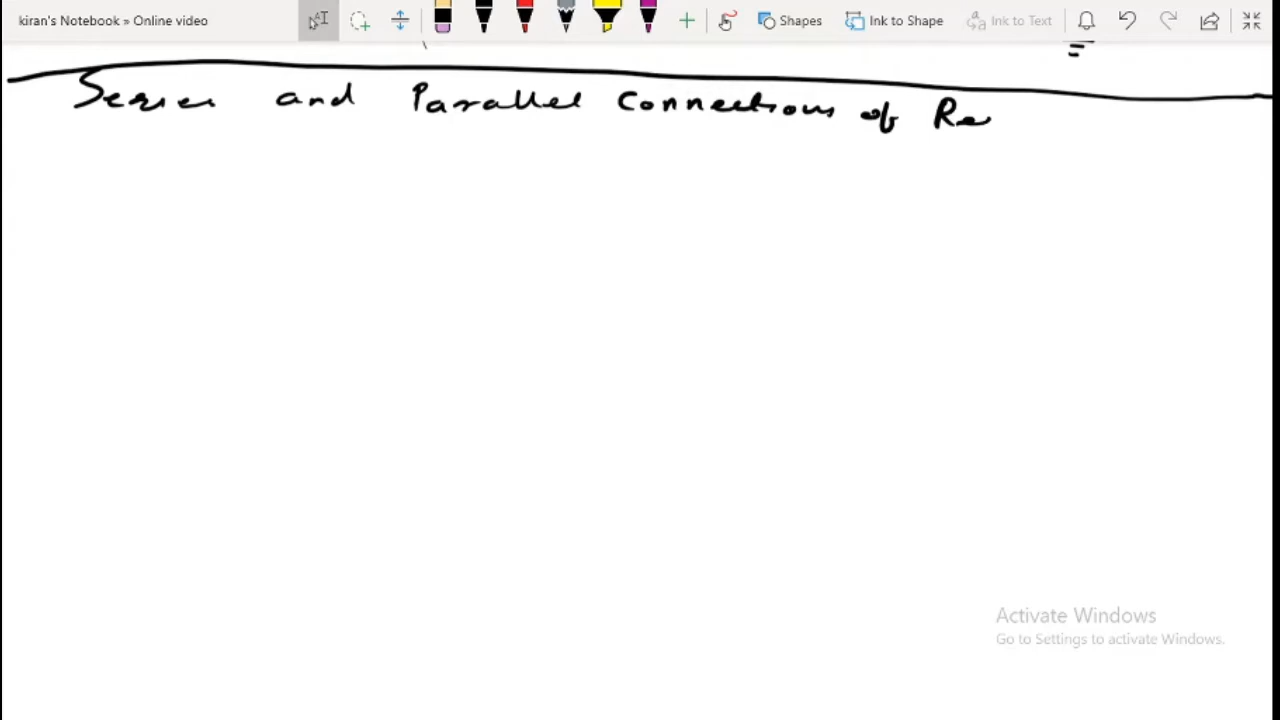 kiran's Notebook » Online video
Shapes
Ink to Shape
Ink to Text
Series and Parallel Connections of Re
Activate Windows
Go to Settings to activate Windows.